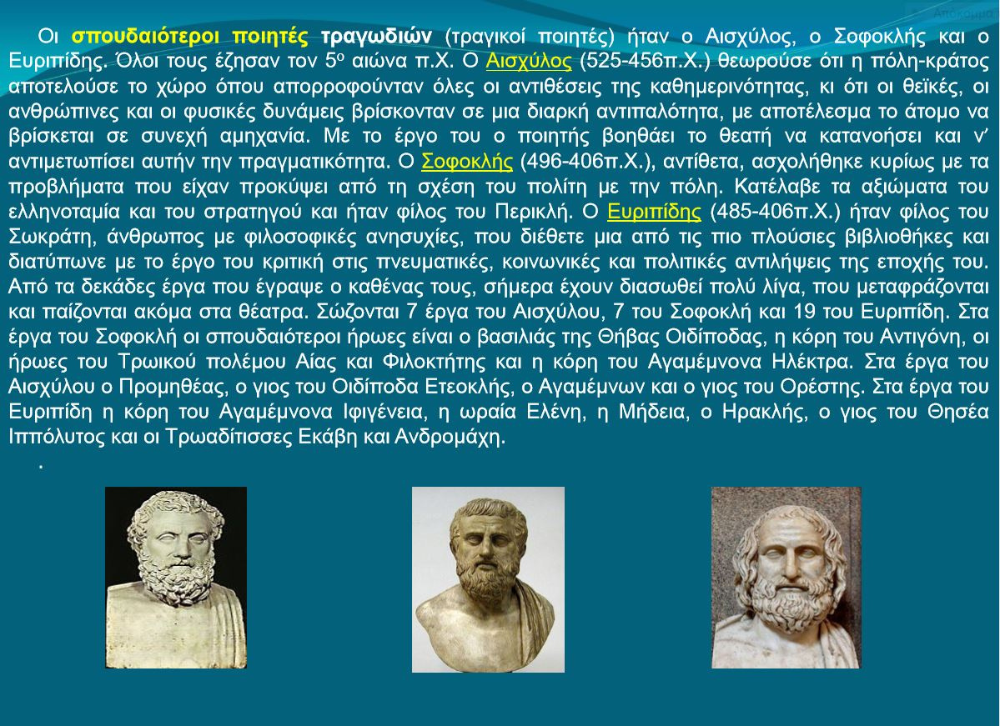 Απόκομμα
Οι σπουδαιότεροι ποιητές τραγωδιών (τραγικοί ποιητές) ήταν ο Αισχύλος, ο Σοφοκλής και ο
Ευριπίδης. Όλοι τους έζησαν τον 5ο αιώνα π.Χ. Ο Αισχύλος (525-456π.Χ.) θεωρούσε ότι η πόλη-κράτος
αποτελούσε το χώρο όπου απορροφούνταν όλες οι αντιθέσεις της καθημερινότητας, κι ότι οι θεϊκές, οι
ανθρώπινες και οι φυσικές δυνάμεις βρίσκονταν σε μια διαρκή αντιπαλότητα, με αποτέλεσμα το άτομο να
βρίσκεται σε συνεχή αμηχανία. Με το έργο του ο ποιητής βοηθάει το θεατή να κατανοήσει και ν’
αντιμετωπίσει αυτήν την πραγματικότητα. Ο Σοφοκλής (496-406π.Χ.), αντίθετα, ασχολήθηκε κυρίως με τα
προβλήματα που είχαν προκύψει από τη σχέση του πολίτη με την πόλη. Κατέλαβε τα αξιώματα του
ελληνοταμία και του στρατηγού και ήταν φίλος του Περικλή. Ο Ευριπίδης (485-406π.Χ.) ήταν φίλος του
Σωκράτη, άνθρωπος με φιλοσοφικές ανησυχίες, που διέθετε μια από τις πιο πλούσιες βιβλιοθήκες και
διατύπωνε με το έργο του κριτική στις πνευματικές, κοινωνικές και πολιτικές αντιλήψεις της εποχής του.
Από τα δεκάδες έργα που έγραψε ο καθένας τους, σήμερα έχουν διασωθεί πολύ λίγα, που μεταφράζονται
και παίζονται ακόμα στα θέατρα. Σώζονται 7 έργα του Αισχύλου, 7 του Σοφοκλή και 19 του Ευριπίδη. Στα
έργα του Σοφοκλή οι σπουδαιότεροι ήρωες είναι ο βασιλιάς της Θήβας Οιδίποδας, η κόρη του Αντιγόνη, οι
ήρωες του Τρωικού πολέμου Αίας και Φιλοκτήτης και η κόρη του Αγαμέμνονα Ηλέκτρα. Στα έργα του
Αισχύλου ο Προμηθέας, ο γιος του Οιδίποδα Ετεοκλής, ο Αγαμέμνων και ο γιος του Ορέστης. Στα έργα του
Ευριπίδη η κόρη του Αγαμέμνονα Ιφιγένεια, η ωραία Ελένη, η Μήδεια, ο Ηρακλής, ο γιος του Θησέα
Ιππόλυτος και οι Τρωαδίτισσες Εκάβη και Ανδρομάχη.
.